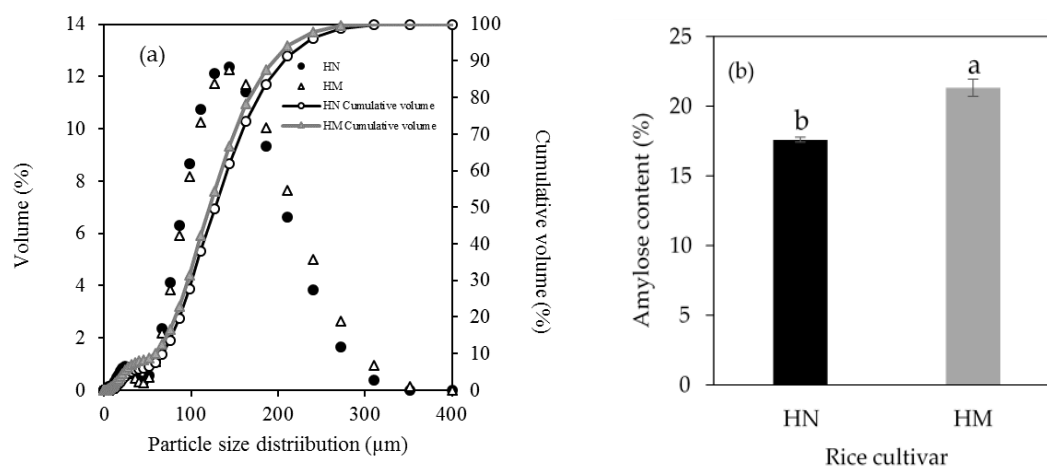 (a)
HN
HM
HN Cumulative volume
HM Cumulative volume
Volume (%)
14
12
10
8
6
4
2
0
100
90
80
70
60
50
40
30
20
10
0
Cumulative volume (%)
0 100 200 300 400
Particle size distriibution (µm)
(b)
Amylose content (%)
25
20
15
10
5
0
b
a
HN HM
Rice cultivar